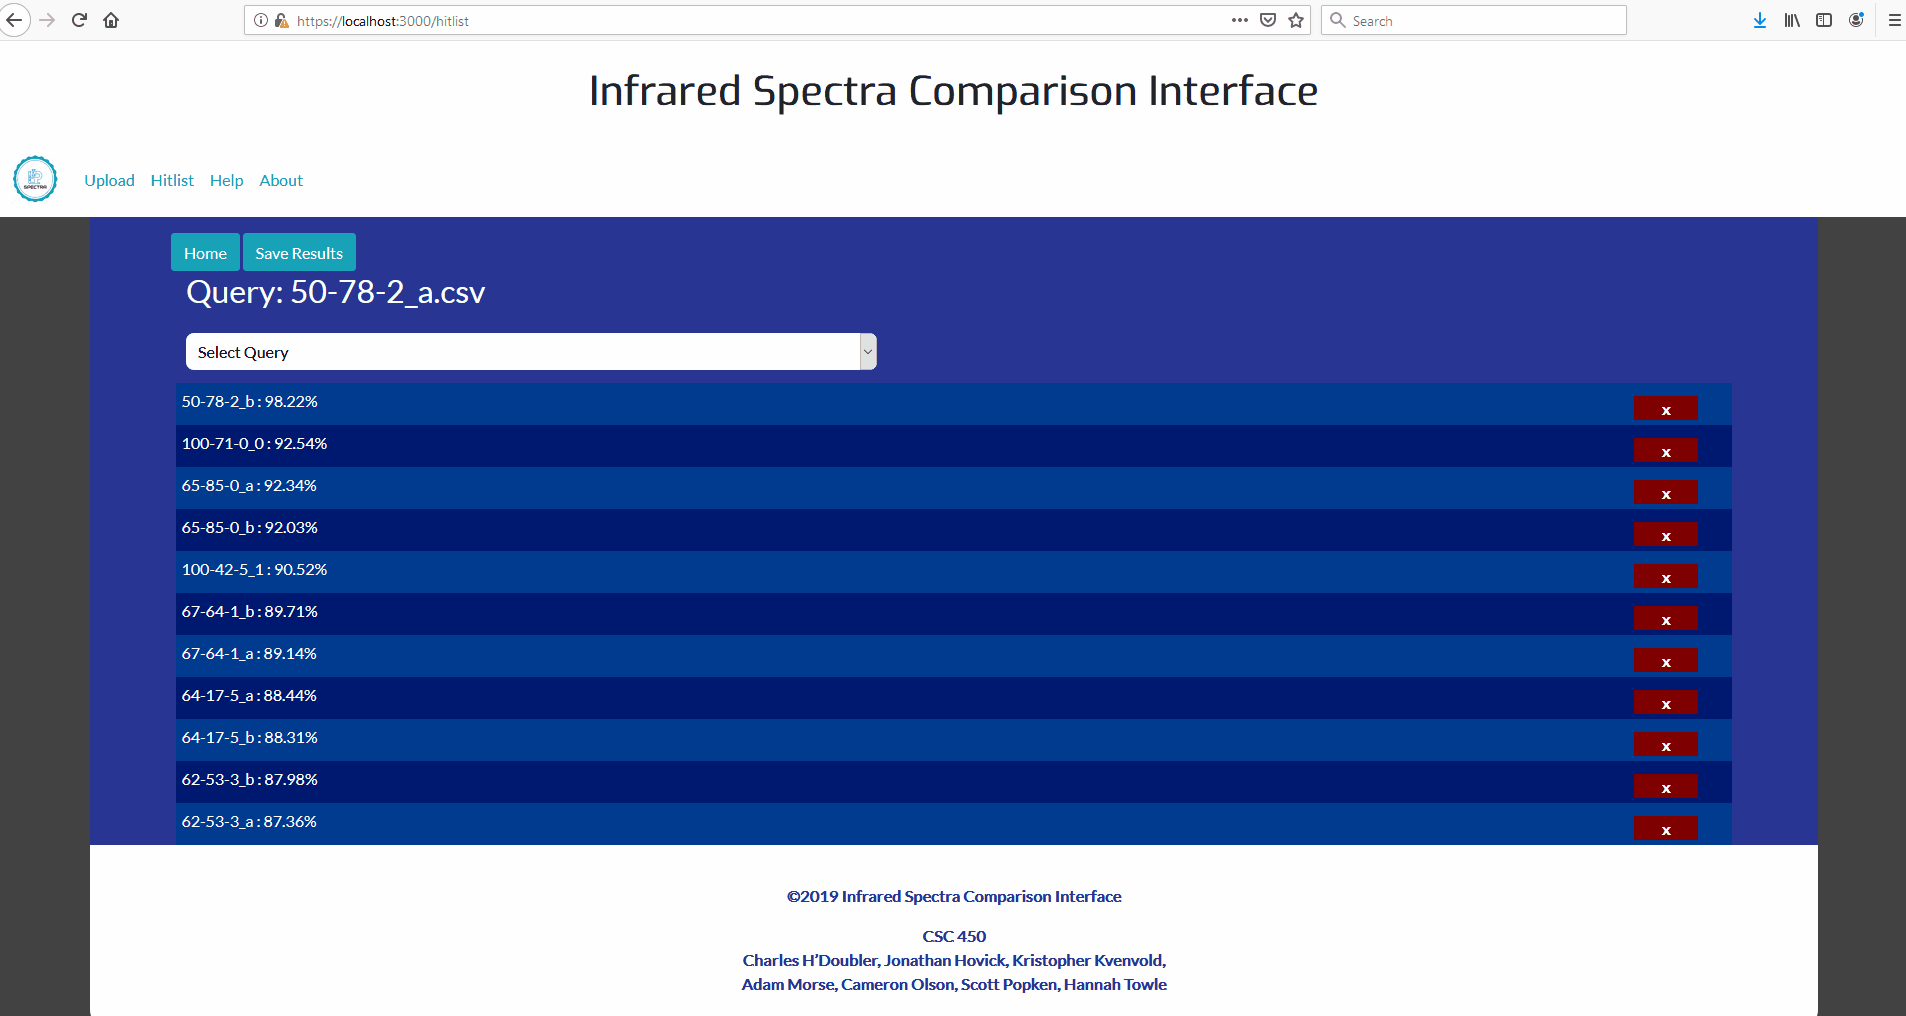 https://localhost:3000/hitlist
Search
Infrared Spectra Comparison Interface
SPECTRA
Upload Hitlist Help About
Home Save Results
Query: 50-78-2_a.csv
Select Query
50-78-2_b : 98.22% x
100-71-0_0 : 92.54% x
65-85-0_a : 92.34% x
65-85-0_b : 92.03% x
100-42-5_1 : 90.52% x
67-64-1_b : 89.71% x
67-64-1_a : 89.14% x
64-17-5_a : 88.44% x
64-17-5_b : 88.31% x
62-53-3_b : 87.98% x
62-53-3_a : 87.36% x
©2019 Infrared Spectra Comparison Interface
CSC 450
Charles H’Doubler, Jonathan Hovick, Kristopher Kvenvold,
Adam Morse, Cameron Olson, Scott Popken, Hannah Towle